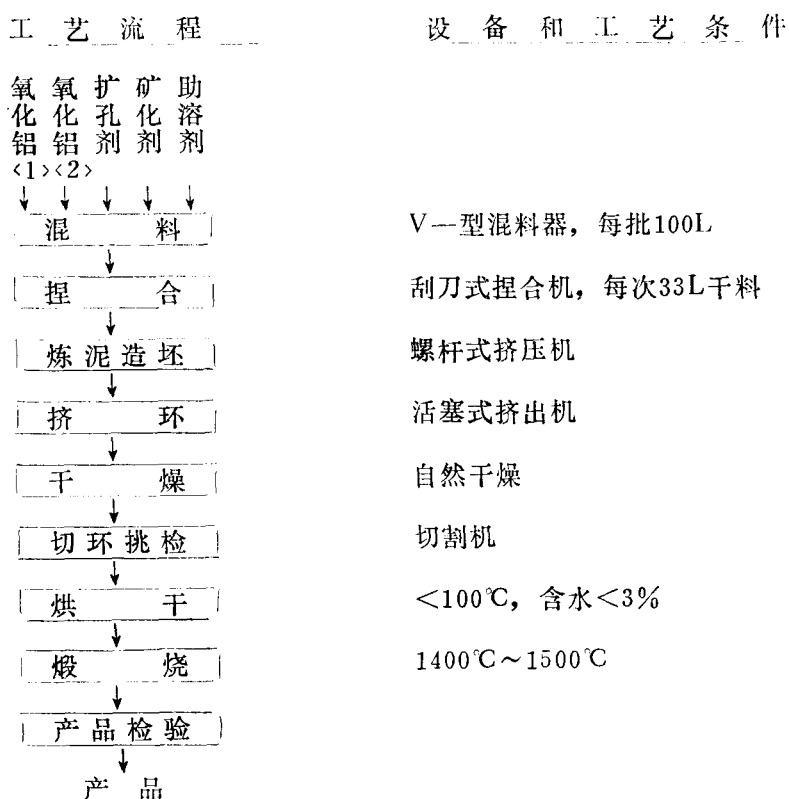 工艺流程 设备和工艺条件
氧化铝<1> 氧化铝<2> 扩孔剂 矿化剂 助溶剂
混料 V—型混料器，每批100L
捏合 刮刀式捏合机，每次33L干料
炼泥造坯 螺杆式挤压机
挤环 活塞式挤出机
干燥 自然干燥
切环挑检 切割机
烘干 <100℃，含水<3%
煅烧 1400℃～1500℃
产品检验
产品